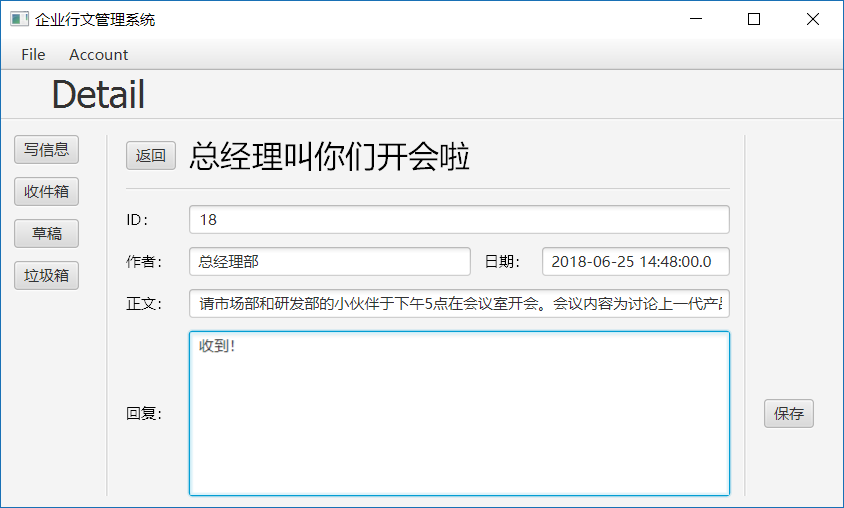 企业行文管理系统
File Account
Detail
写信息
收件箱
草稿
垃圾箱
返回 总经理叫你们开会啦
ID： 18
作者： 总经理部 日期： 2018-06-25 14:48:00.0
正文： 请市场部和研发部的小伙伴于下午5点在会议室开会。会议内容为讨论上一代产
回复： 收到！
保存